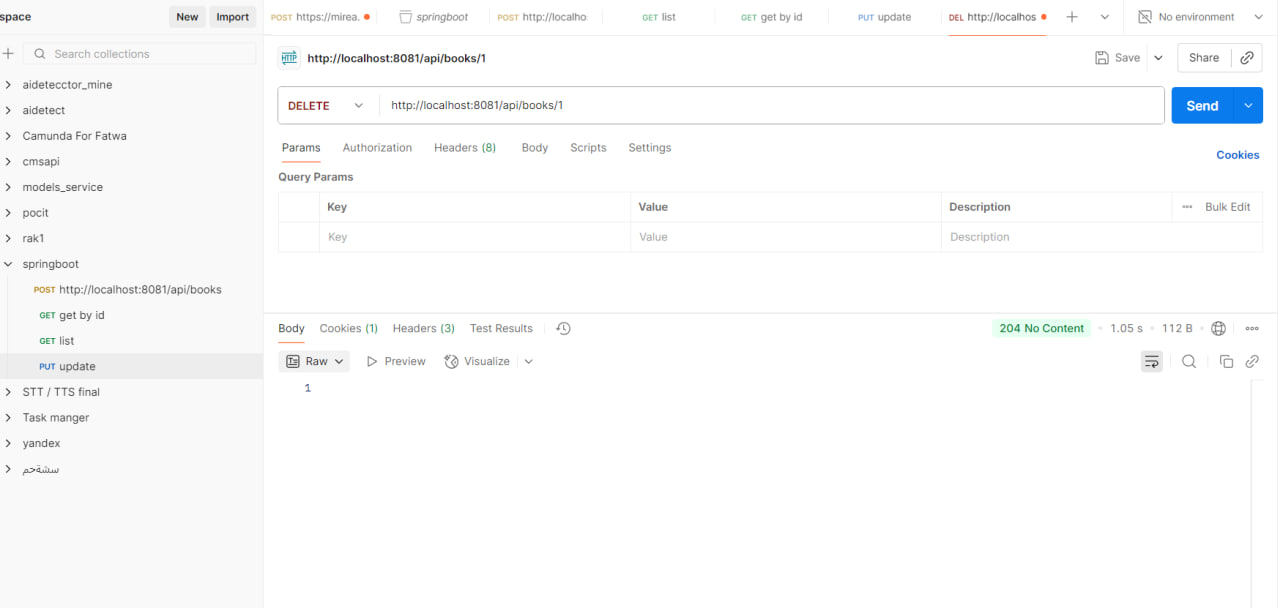 space New Import POST https://mirea. springboot POST http://localho GET list GET get by id PUT update DEL http://localhos No environment
Search collections
HTTP http://localhost:8081/api/books/1 Save Share
aidetecctor_mine
aidetect
Camunda For Fatwa
cmsapi
models_service
pocit
rak1
springboot
POST http://localhost:8081/api/books
GET get by id
GET list
PUT update
STT / TTS final
Task manger
yandex
سشةحم
DELETE http://localhost:8081/api/books/1 Send
Params Authorization Headers (8) Body Scripts Settings Cookies
Query Params
Key Value Description Bulk Edit
Key Value Description
Body Cookies (1) Headers (3) Test Results 204 No Content 1.05 s 112 B
Raw Preview Visualize
1